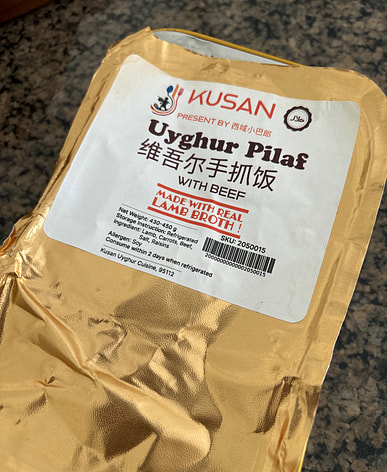 KUSAN
PRESENT BY 西域小巴郎
Uyghur Pilaf
维吾尔手抓饭
WITH BEEF
MADE WITH REAL
LAMB BROTH !
Net Weight: 430-450 g
Storage Instruction: Refrigerated
Ingredient: Lamb, Carrots, Beef,
Salt, Raisins
Allergen: Soy
Consume within 2 days when refrigerated
Kusan Uyghur Cuisine, 95112
SKU: 2050015
2000000000002050015
حلال